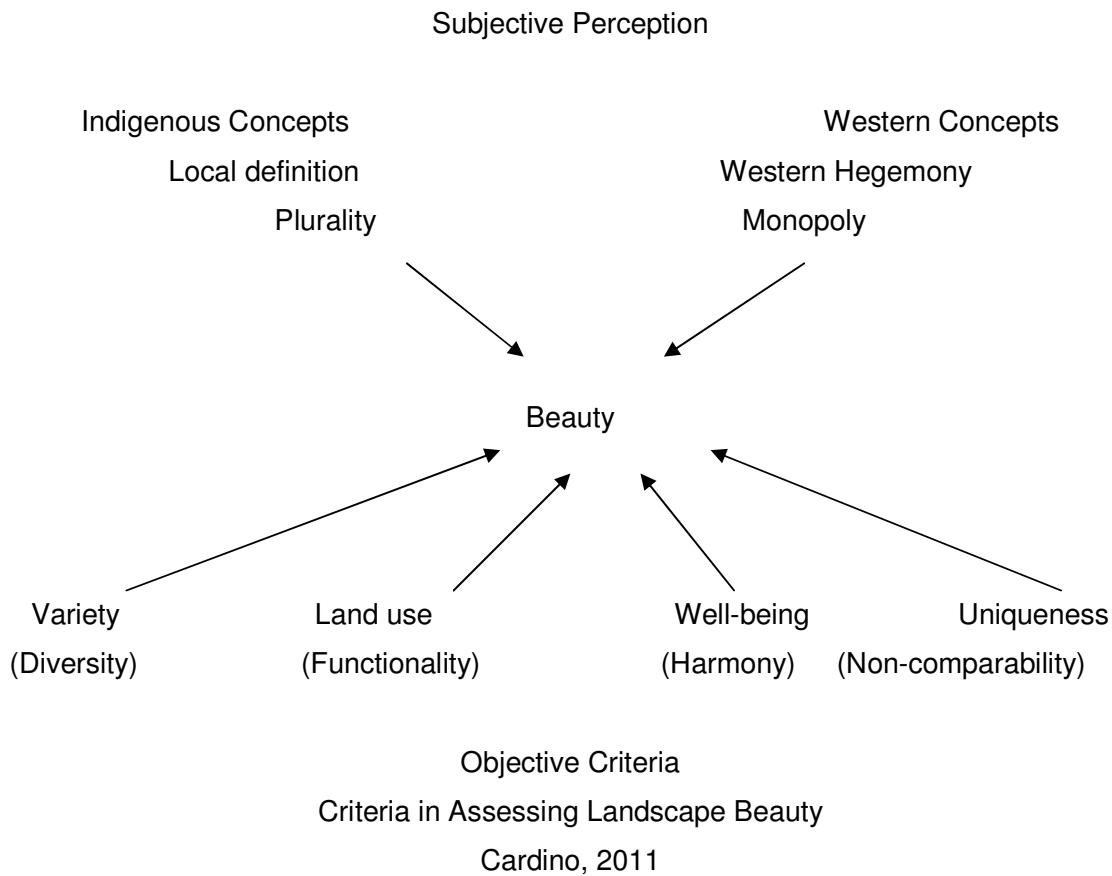 Subjective Perception
Indigenous Concepts Western Concepts
Local definition Western Hegemony
Plurality Monopoly
Beauty
Variety Land use Well-being Uniqueness
(Diversity) (Functionality) (Harmony) (Non-comparability)
Objective Criteria
Criteria in Assessing Landscape Beauty
Cardino, 2011